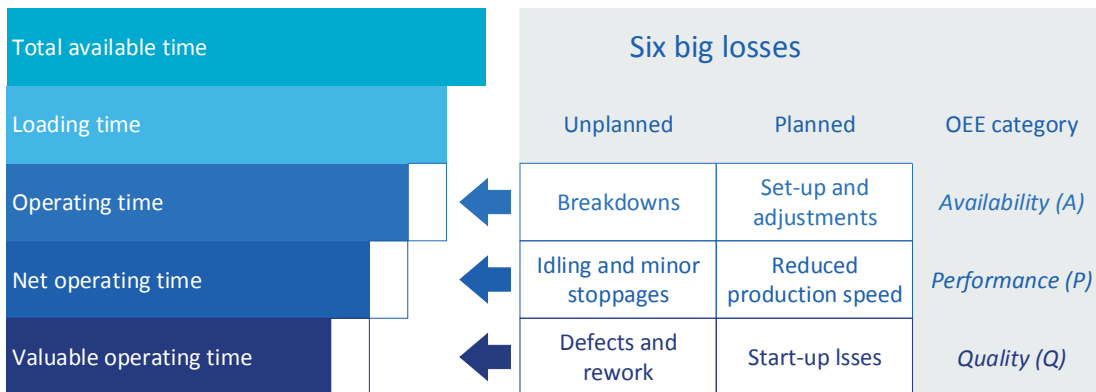 Total available time
Six big losses
Loading time
Unplanned
Planned
OEE category
Operating time
Breakdowns
Set-up and
adjustments
Availability (A)
Net operating time
Idling and minor
stoppages
Reduced
production speed
Performance (P)
Valuable operating time
Defects and
rework
Start-up lsses
Quality (Q)